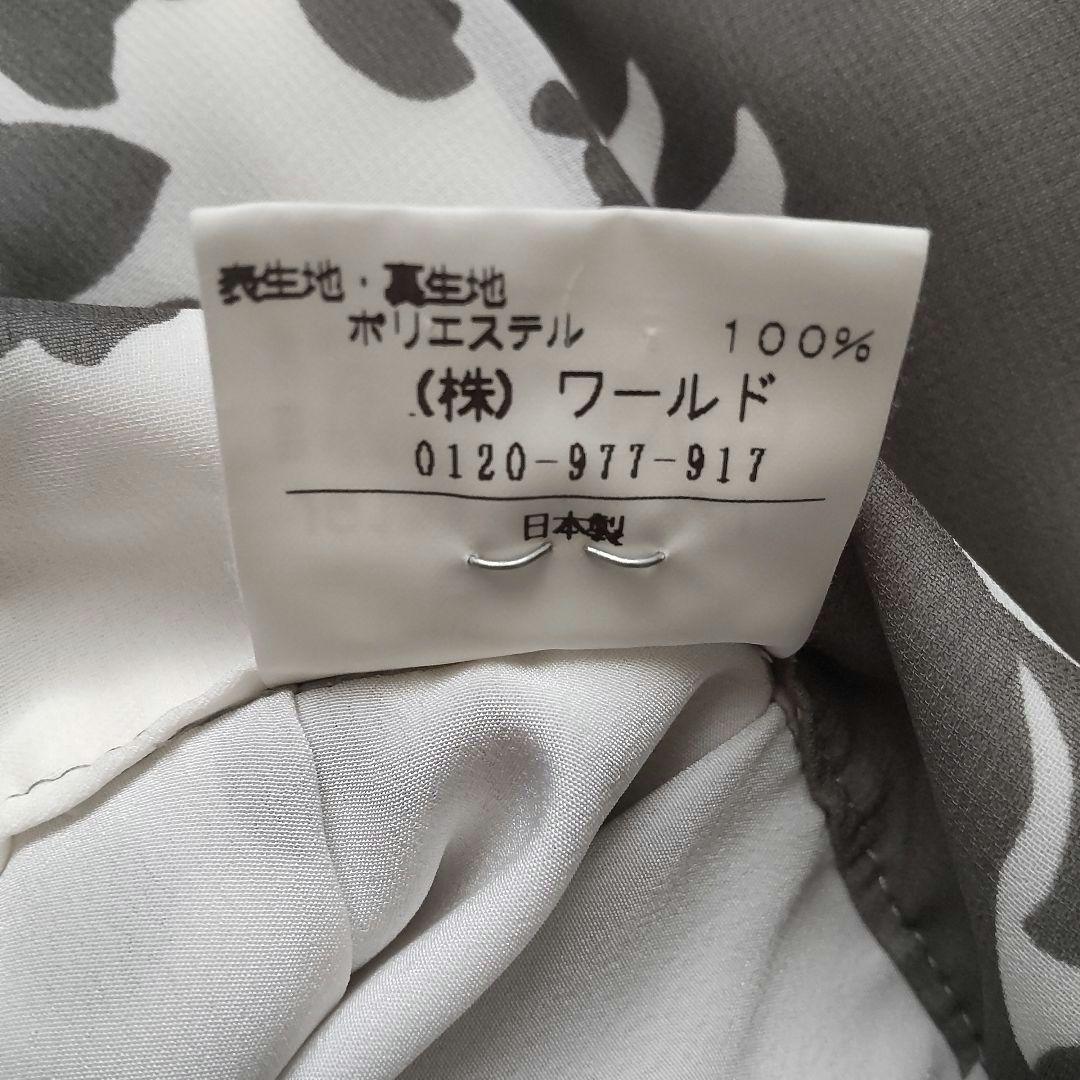 表生地・裏生地
ポリエステル 100%
(株) ワールド
0120-977-917
日本製